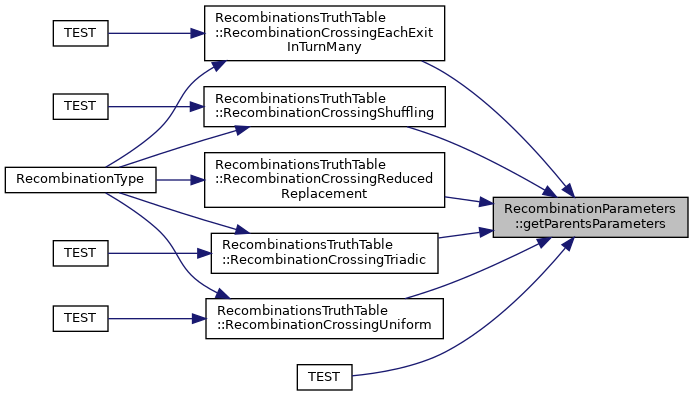 TEST
RecombinationsTruthTable
::RecombinationCrossingEachExit
InTurnMany
TEST
RecombinationsTruthTable
::RecombinationCrossingShuffling
RecombinationType
RecombinationsTruthTable
::RecombinationCrossingReduced
Replacement
RecombinationParameters
::getParentsParameters
TEST
RecombinationsTruthTable
::RecombinationCrossingTriadic
TEST
RecombinationsTruthTable
::RecombinationCrossingUniform
TEST